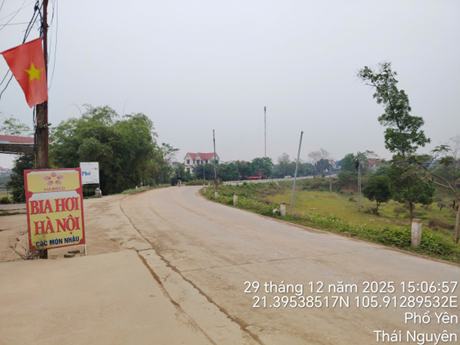 BIA HƠI
HÀ NỘI
CÁC MÓN NHẬU
29 tháng 12 năm 2025 15:06:57
21.39538517N 105.91289532E
Phổ Yên
Thái Nguyên